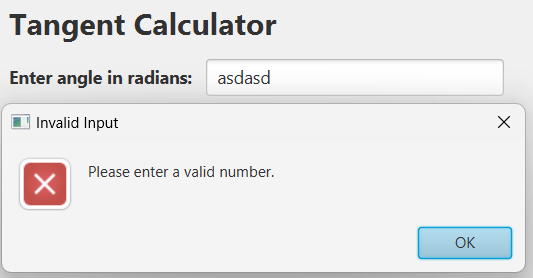 Tangent Calculator
Enter angle in radians: asdasd
Invalid Input
Please enter a valid number.
OK